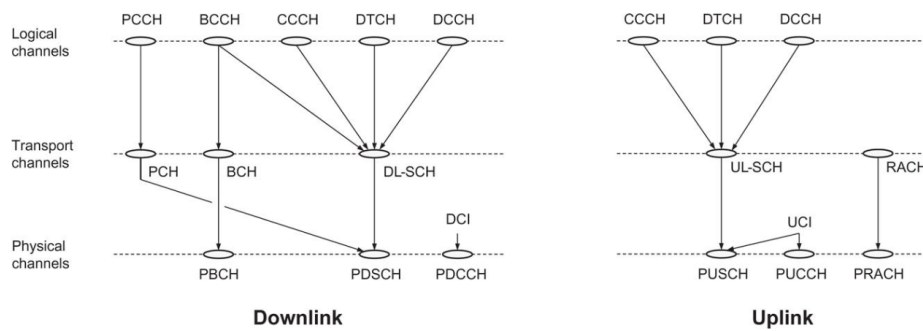 PCCH BCCH CCCH DTCH DCCH CCCH DTCH DCCH
Logical
channels
Transport
channels
PCH BCH DL-SCH UL-SCH RACH
DCI UCI
Physical
channels
PBCH PDSCH PDCCH PUSCH PUCCH PRACH
Downlink Uplink